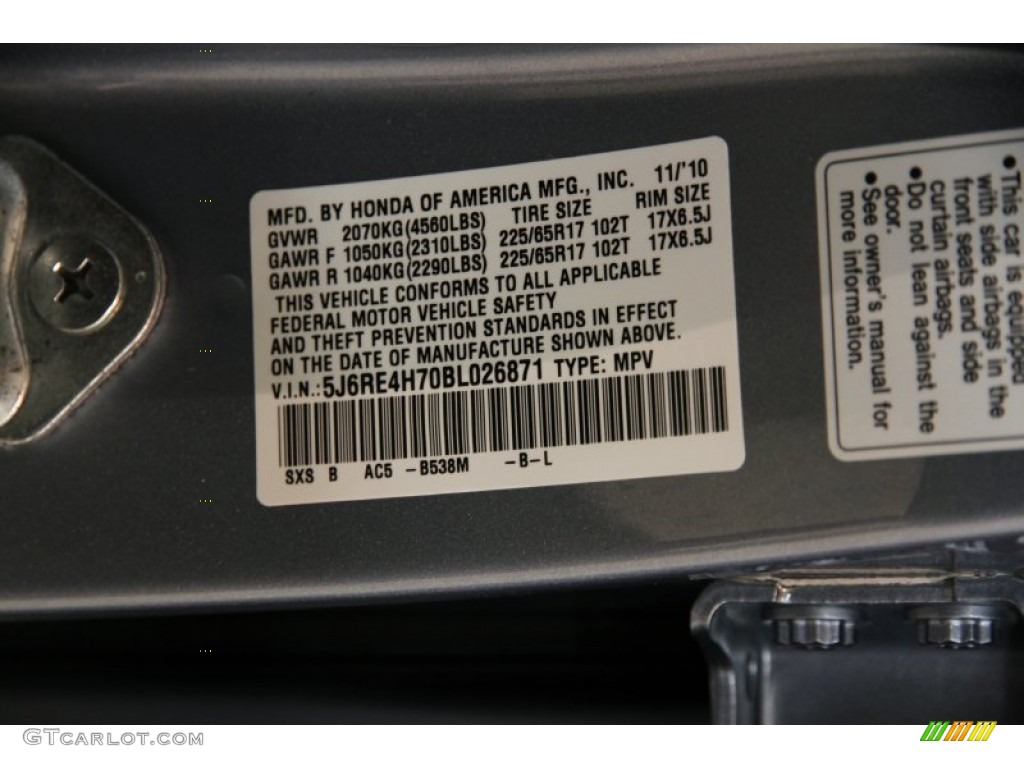 MFD. BY HONDA OF AMERICA MFG., INC. 11/'10
GVWR 2070KG(4560LBS) TIRE SIZE RIM SIZE
GAWR F 1050KG(2310LBS) 225/65R17 102T 17X6.5J
GAWR R 1040KG(2290LBS) 225/65R17 102T 17X6.5J
THIS VEHICLE CONFORMS TO ALL APPLICABLE
FEDERAL MOTOR VEHICLE SAFETY
AND THEFT PREVENTION STANDARDS IN EFFECT
ON THE DATE OF MANUFACTURE SHOWN ABOVE.
V.I.N.: 5J6RE4H70BL026871 TYPE: MPV
SXS B AC5 -B538M -B-L
• This car is equipped
with side airbags in the
front seats and side
curtain airbags.
• Do not lean against the
door.
• See owner's manual for
more information.
GTCARLOT.COM